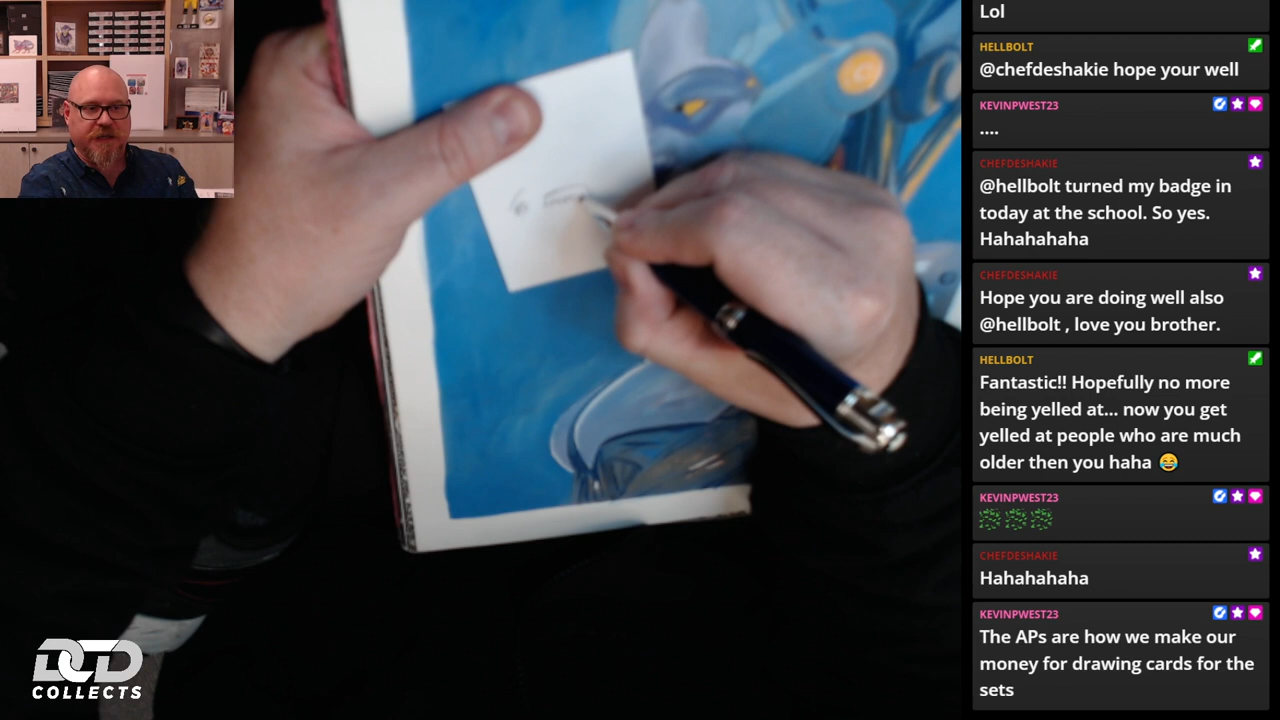 Lol
HELLBOLT
@chefdeshakie hope your well
KEVINPWEST23
....
CHEFDESHAKIE
@hellbolt turned my badge in
today at the school. So yes.
Hahahahaha
CHEFDESHAKIE
Hope you are doing well also
@hellbolt , love you brother.
HELLBOLT
Fantastic!! Hopefully no more
being yelled at... now you get
yelled at people who are much
older then you haha 😂
KEVINPWEST23
CHEFDESHAKIE
Hahahahaha
KEVINPWEST23
The APs are how we make our
money for drawing cards for the
sets
DCD
COLLECTS